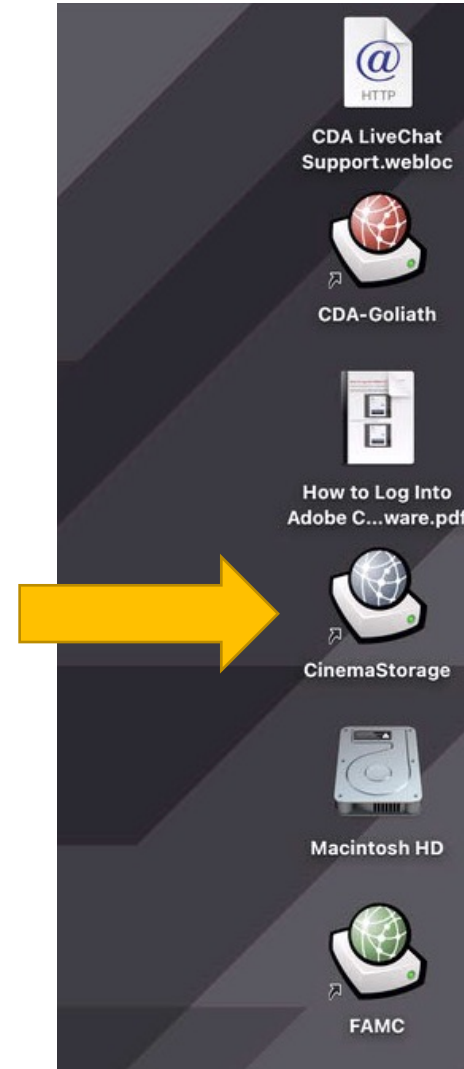 @
HTTP
CDA LiveChat
Support.webloc
CDA-Goliath
How to Log Into
Adobe C...ware.pdf
CinemaStorage
Macintosh HD
FAMC